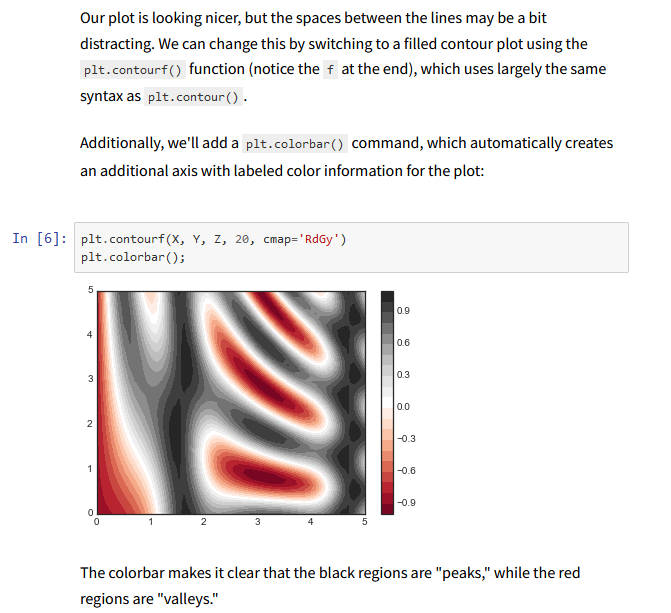 Our plot is looking nicer, but the spaces between the lines may be a bit
distracting. We can change this by switching to a filled contour plot using the
plt.contourf() function (notice the f at the end), which uses largely the same
syntax as plt.contour() .
Additionally, we'll add a plt.colorbar() command, which automatically creates
an additional axis with labeled color information for the plot:
In [6]: plt.contourf(X, Y, Z, 20, cmap='RdGy')
plt.colorbar();
5
4
3
2
1
0
0 1 2 3 4 5
0.9
0.6
0.3
0.0
−0.3
−0.6
−0.9
The colorbar makes it clear that the black regions are "peaks," while the red
regions are "valleys."